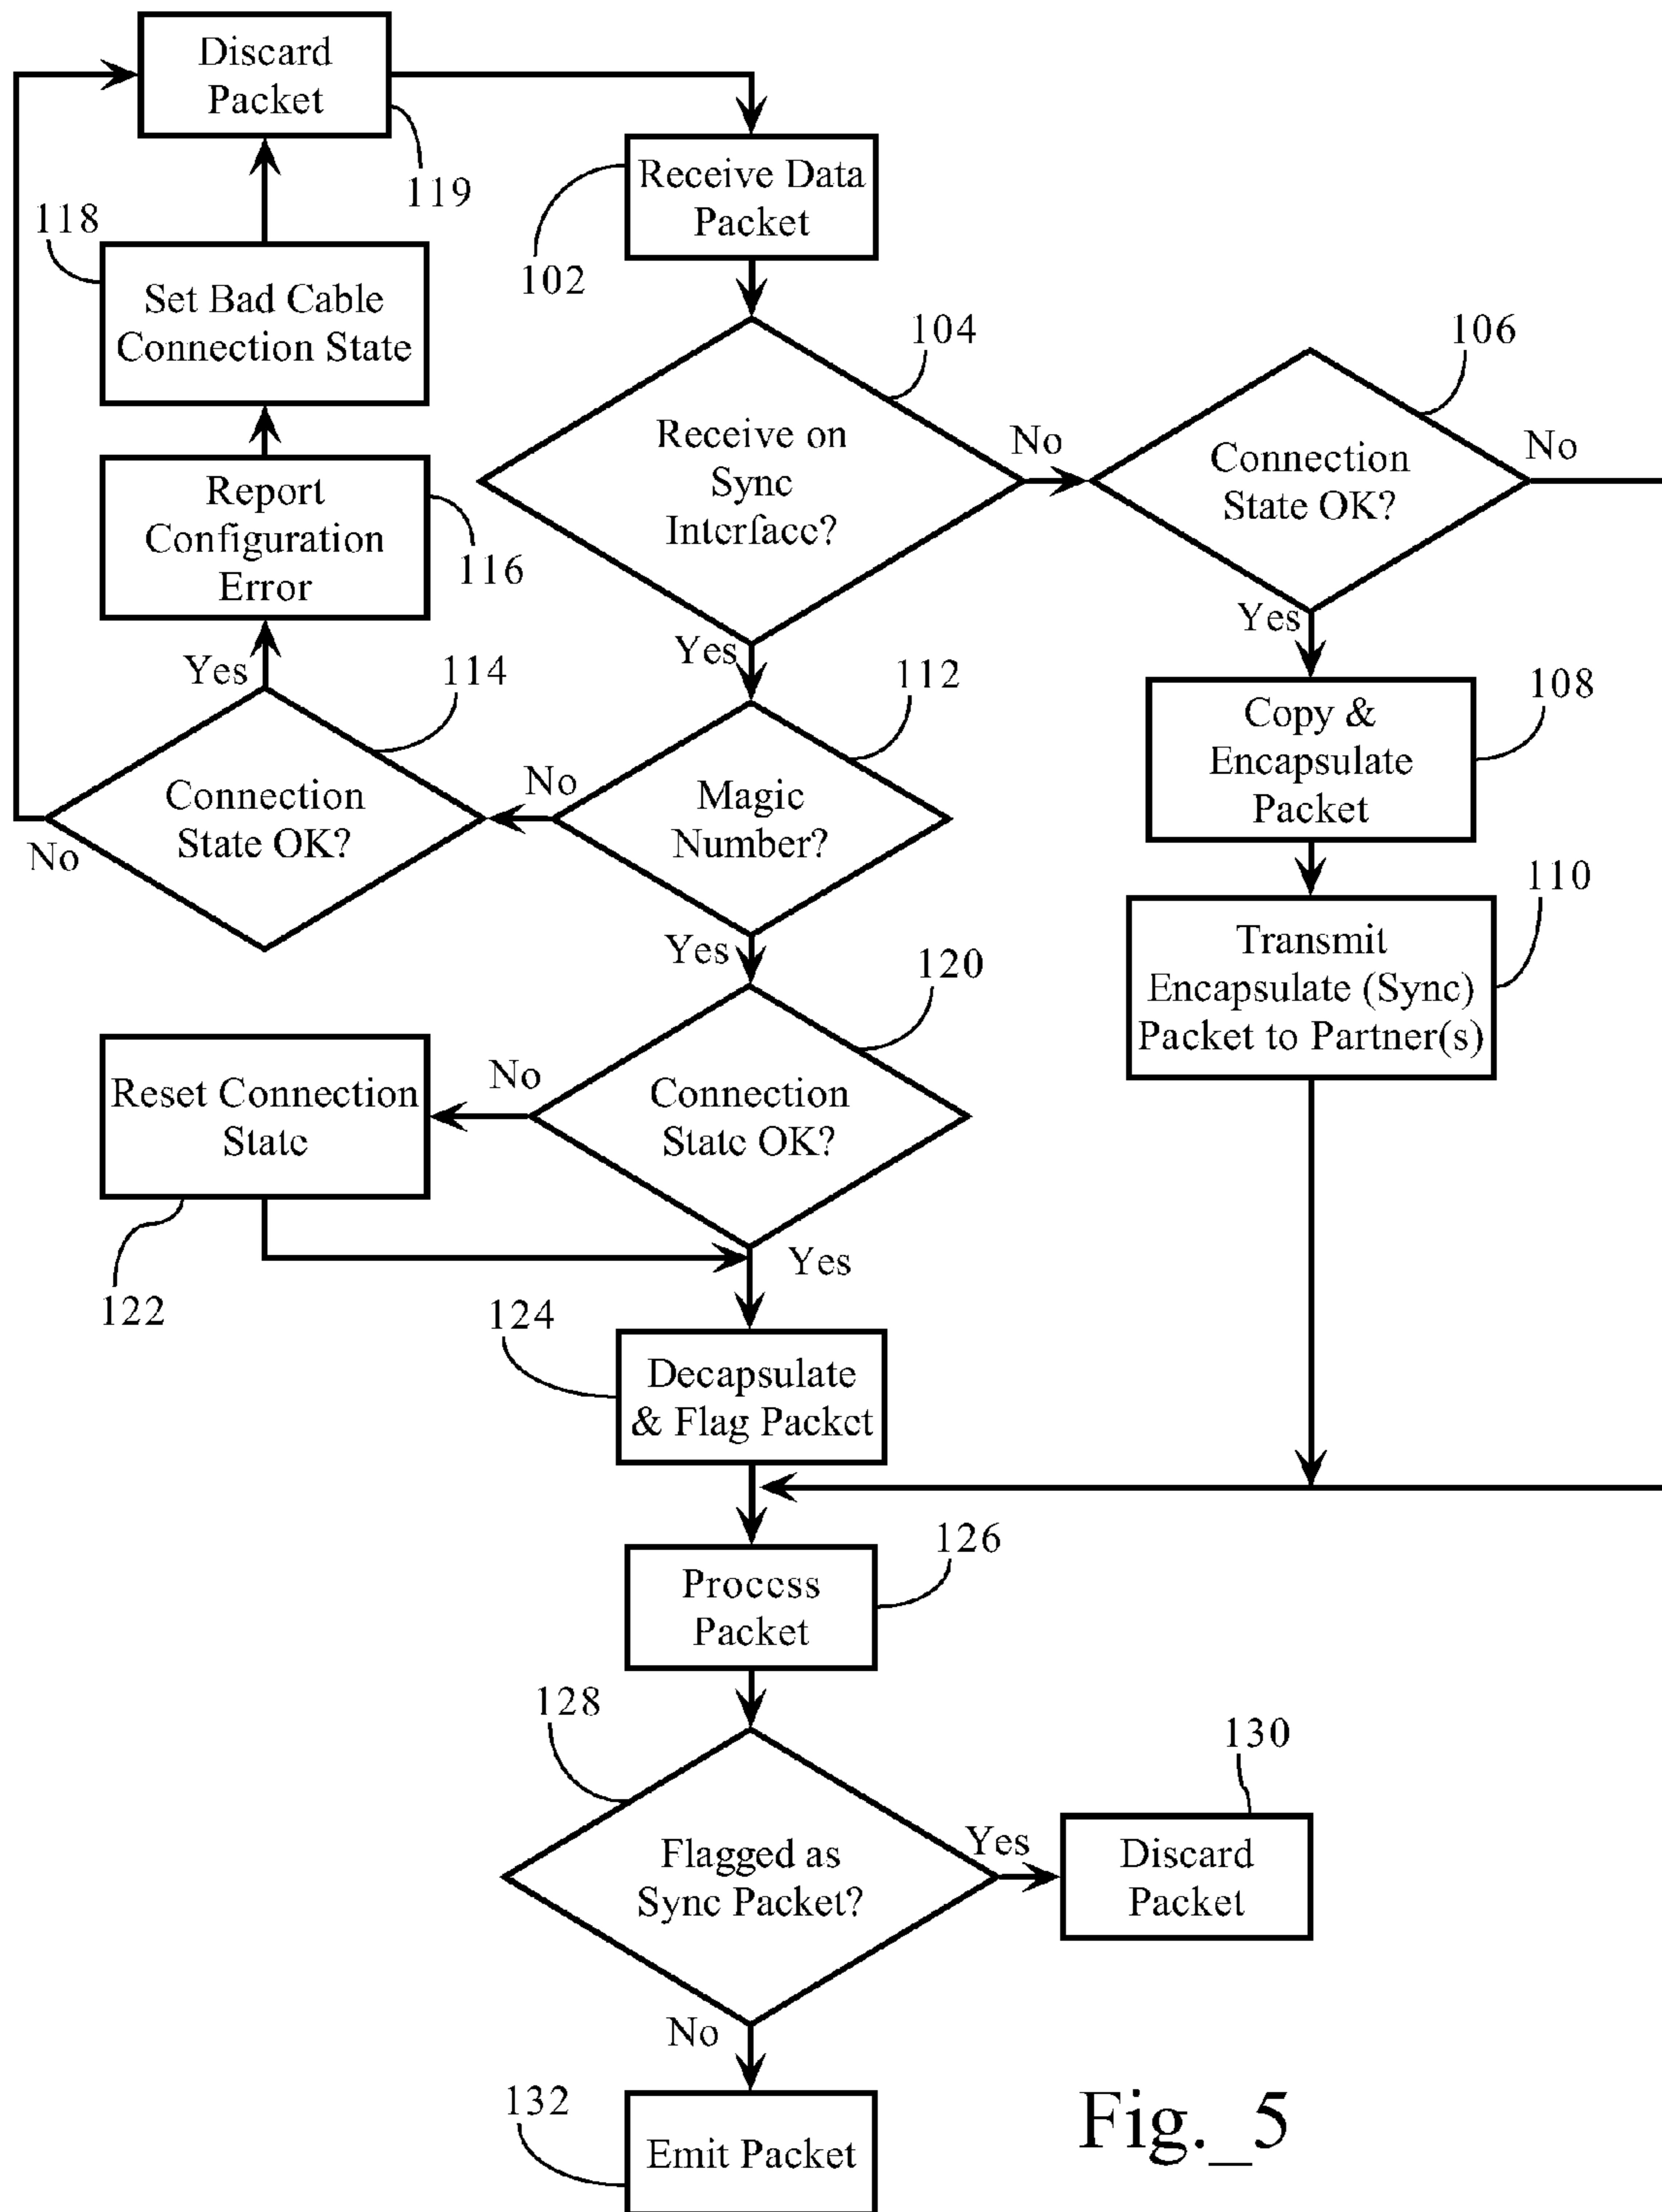 Discard
Packet
119
Receive Data
Packet
102
118
Set Bad Cable
Connection State
104
Receive on
Sync
Interface?
No
106
Connection
State OK?
No
Report
Configuration
Error
116
Yes
Yes
Yes
114
Connection
State OK?
No
112
Magic
Number?
No
108
Copy &
Encapsulate
Packet
110
Transmit
Encapsulate (Sync)
Packet to Partner(s)
Yes
120
Connection
State OK?
No
Reset Connection
State
122
Yes
124
Decapsulate
& Flag Packet
126
Process
Packet
128
Flagged as
Sync Packet?
Yes
130
Discard
Packet
No
132
Emit Packet
Fig._5